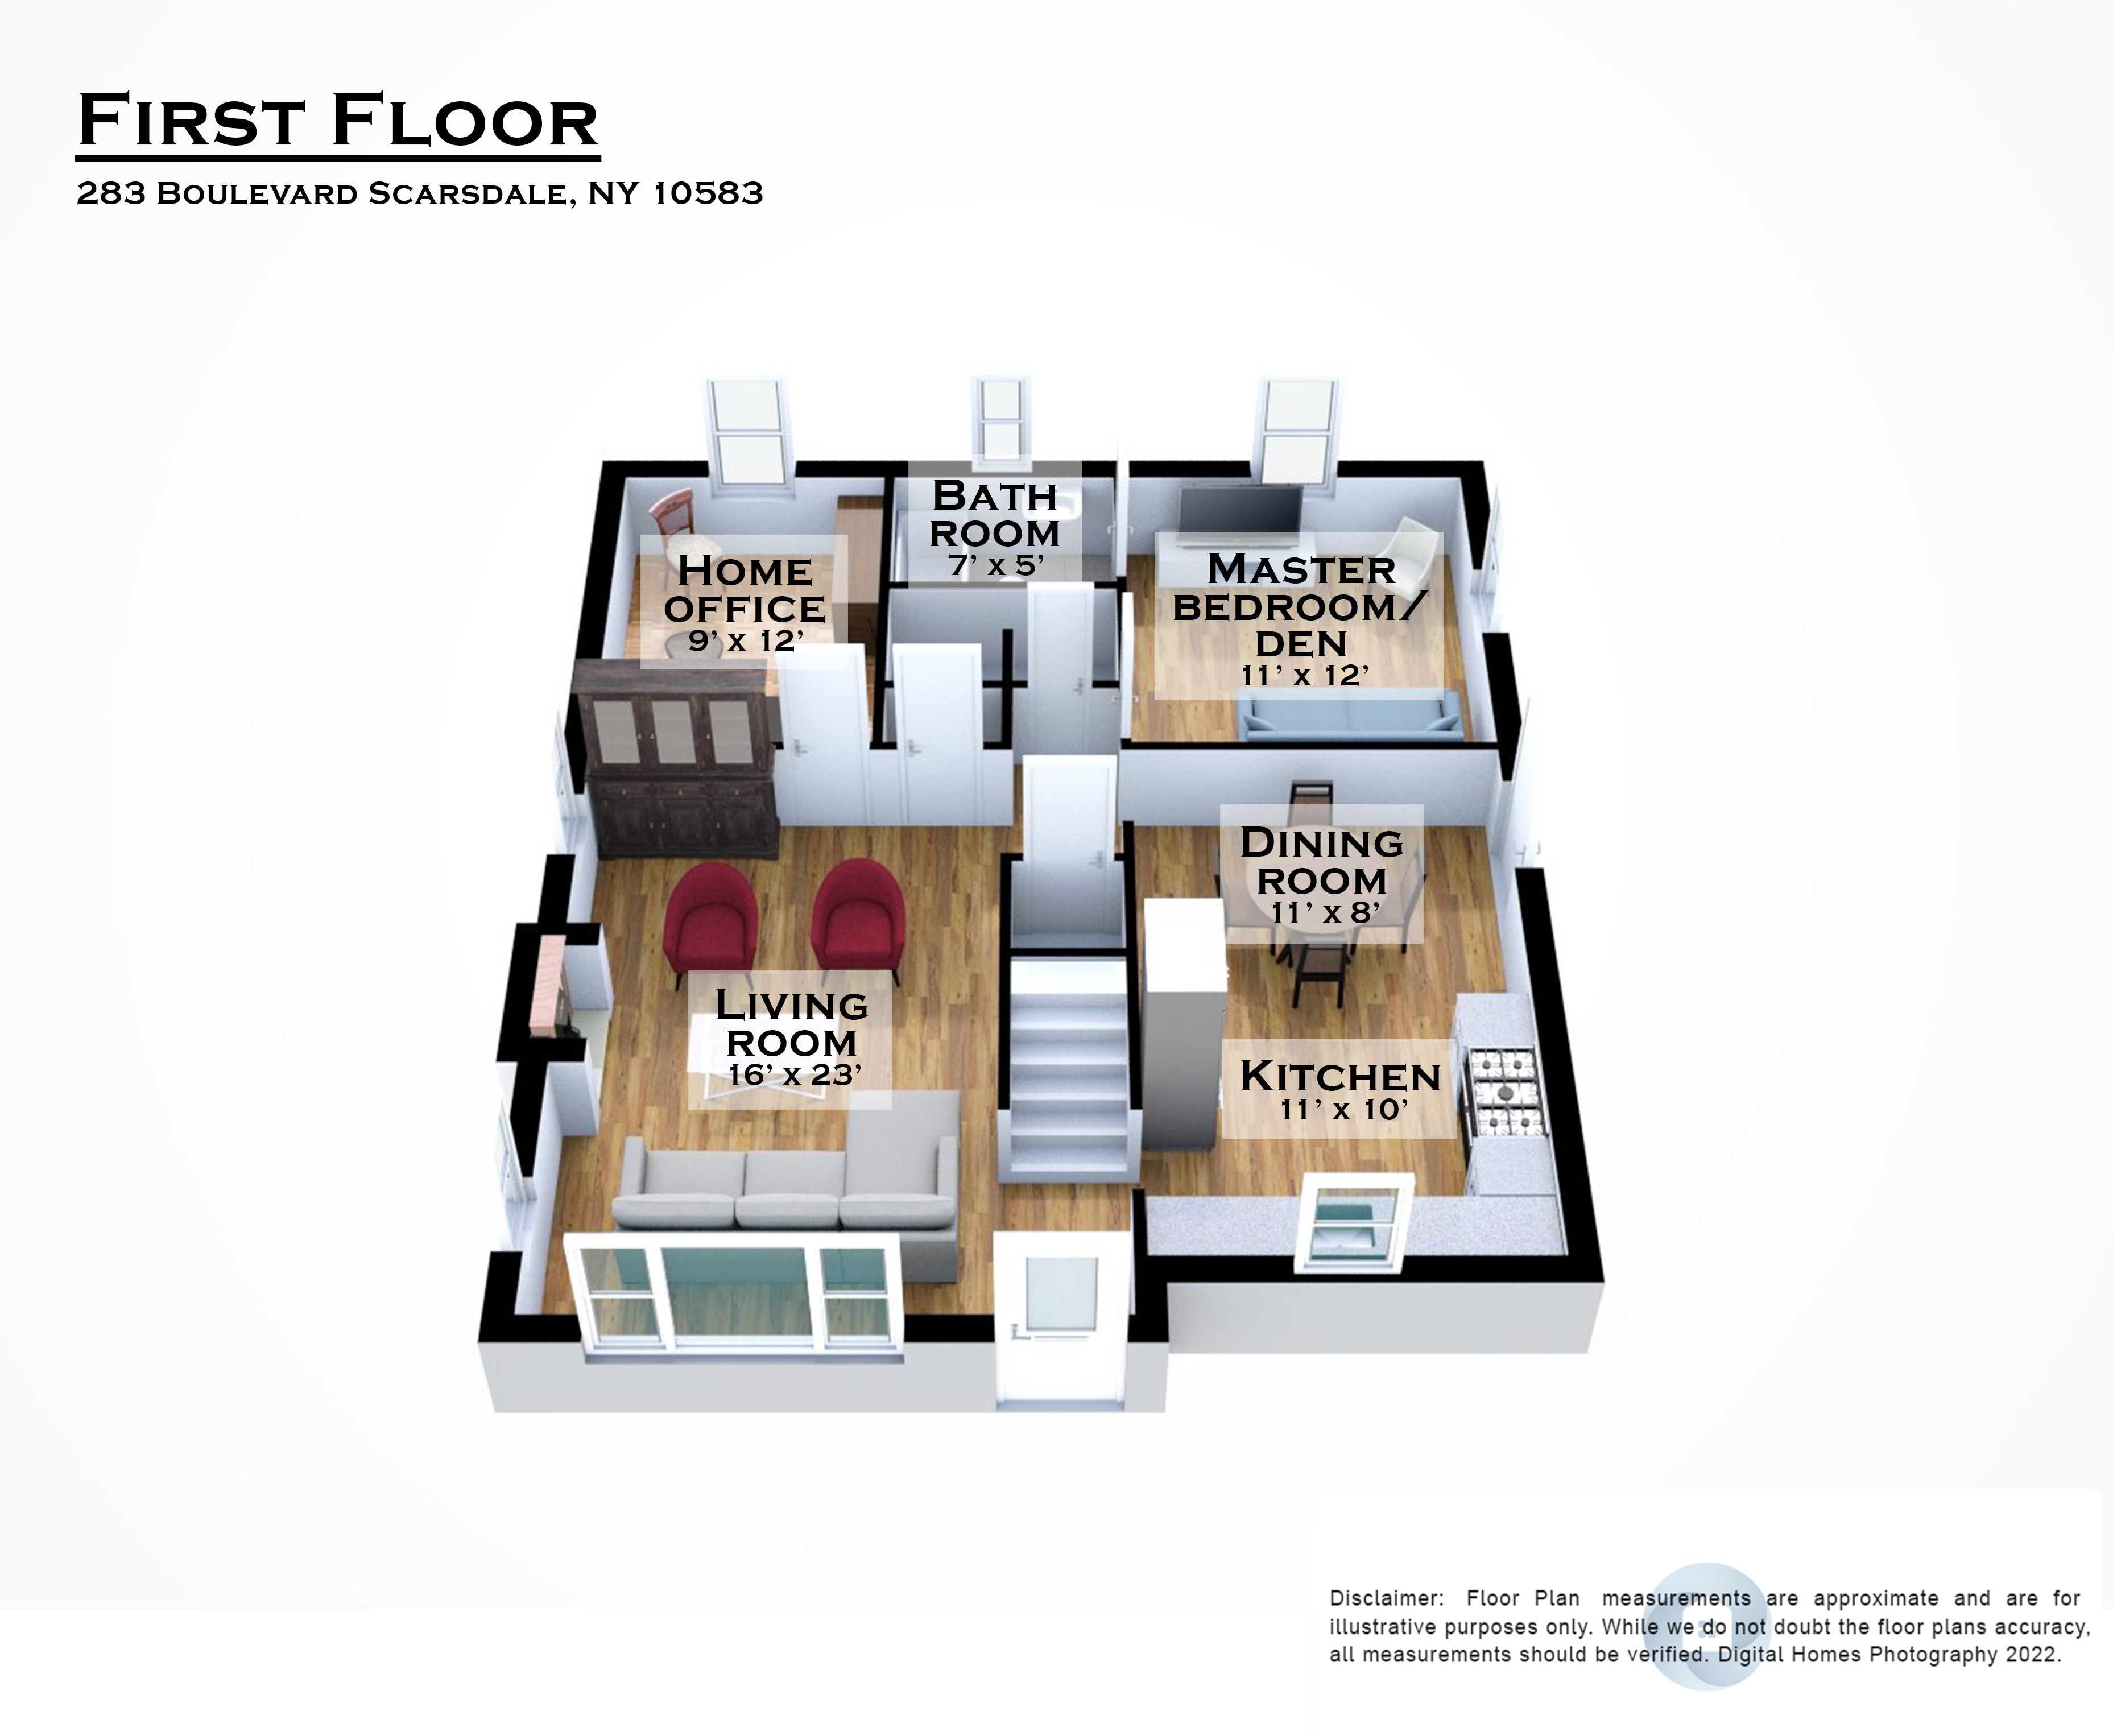 First Floor
283 Boulevard Scarsdale, NY 10583
Bath
room
7’ x 5’
Home
office
9’ x 12’
Master
bedroom/
den
11’ x 12’
Dining
room
11’ x 8’
Living
room
16’ x 23’
Kitchen
11’ x 10’
Disclaimer: Floor Plan measurements are approximate and are for
illustrative purposes only. While we do not doubt the floor plans accuracy,
all measurements should be verified. Digital Homes Photography 2022.